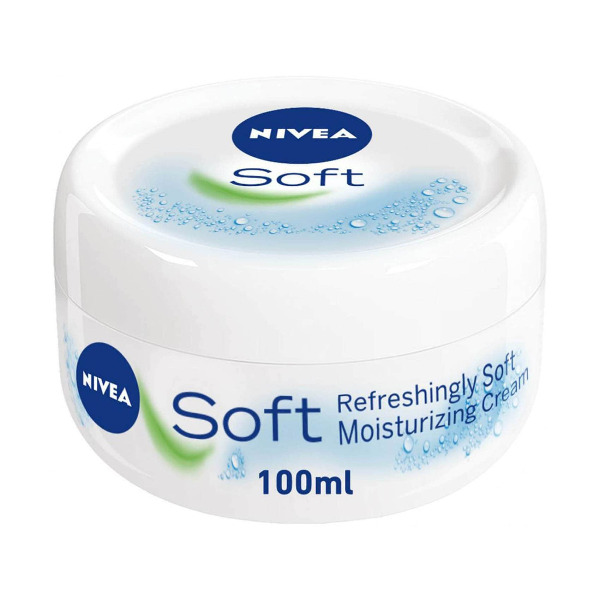 NIVEA
Soft
NIVEA
Soft
Refreshingly Soft
Moisturizing Cream
100ml